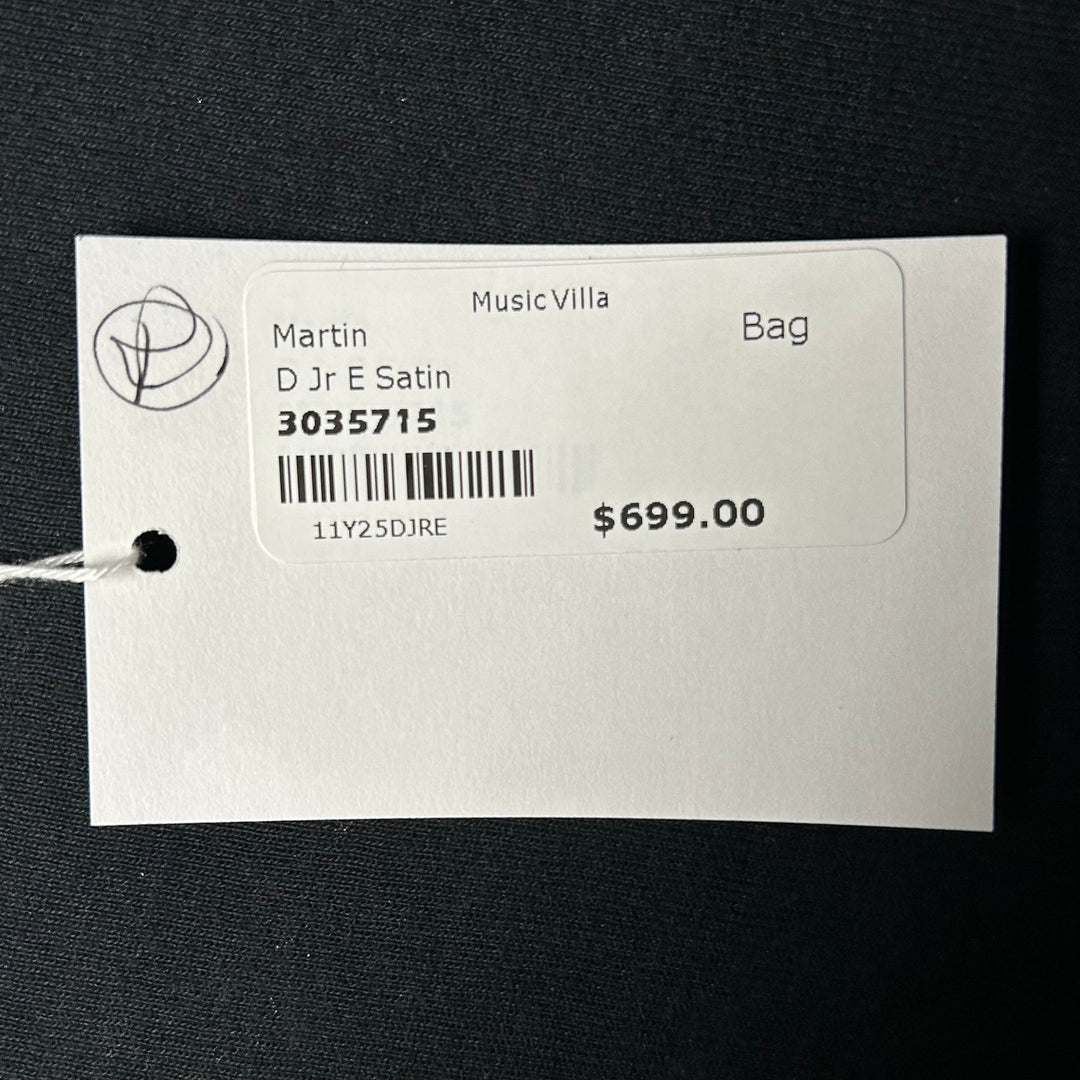 Music Villa
Martin
Bag
D Jr E Satin
3035715
11Y25DJRE
$699.00